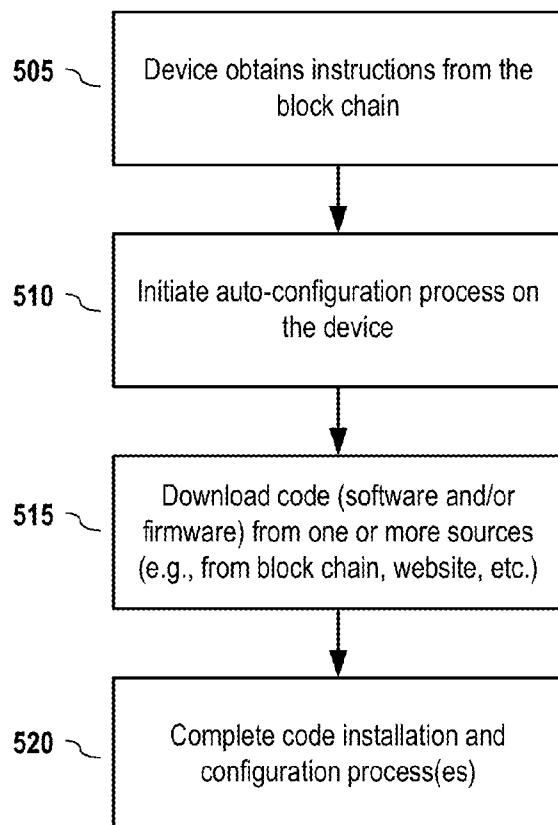 505
Device obtains instructions from the
block chain
510
Initiate auto-configuration process on
the device
515
Download code (software and/or
firmware) from one or more sources
(e.g., from block chain, website, etc.)
520
Complete code installation and
configuration process(es)